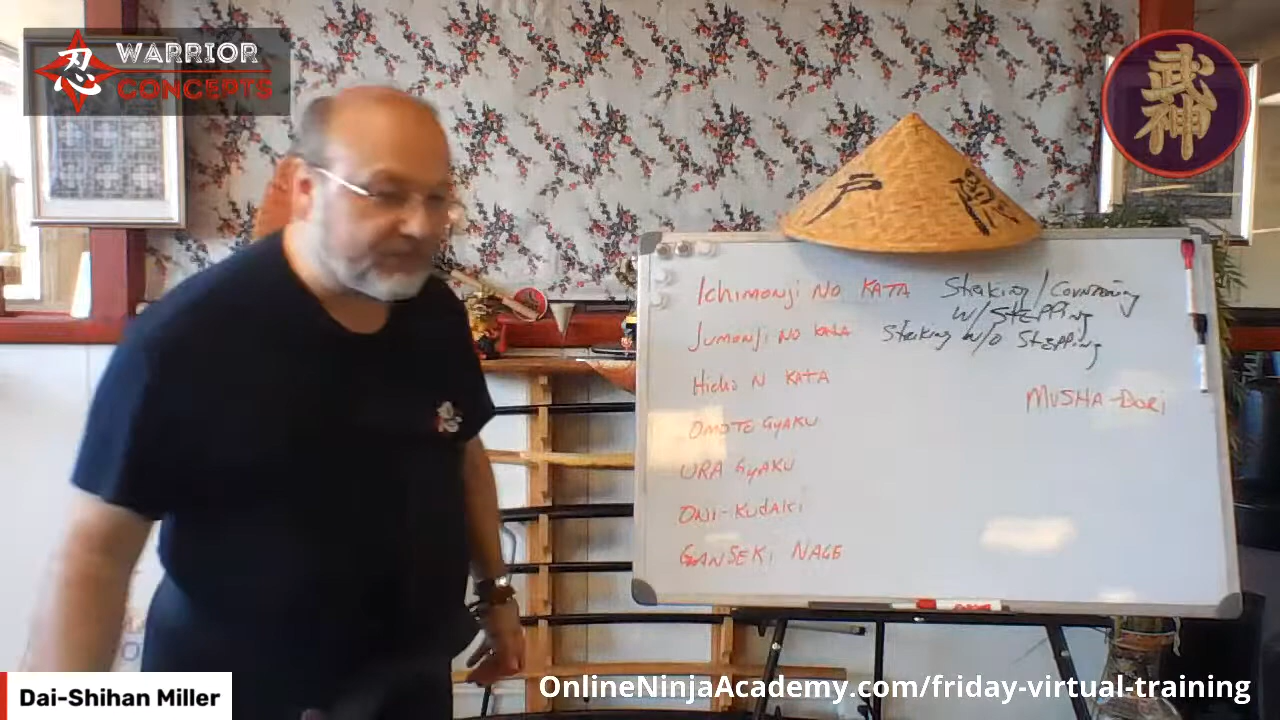 忍
WARRIOR
CONCEPTS
武神
Ichimonji NO KATA Striking/Countering
W/STEPPING
Jumonji NO KATA Striking W/O STEPPING
Hicho N KATA
MUSHA-DORI
OMOTE GYAKU
URA GYAKU
ONI-KUDAKI
GANSEKI NAGE
Dai-Shihan Miller
OnlineNinjaAcademy.com/friday-virtual-training